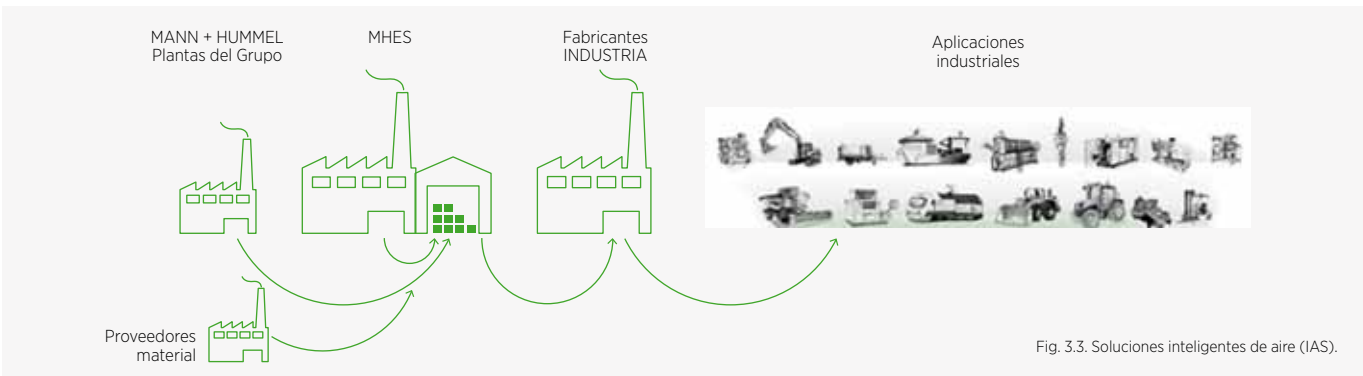 MANN + HUMMEL
Plantas del Grupo
MHES
Fabricantes
INDUSTRIA
Aplicaciones
industriales
Proveedores
material
Fig. 3.3. Soluciones inteligentes de aire (IAS).